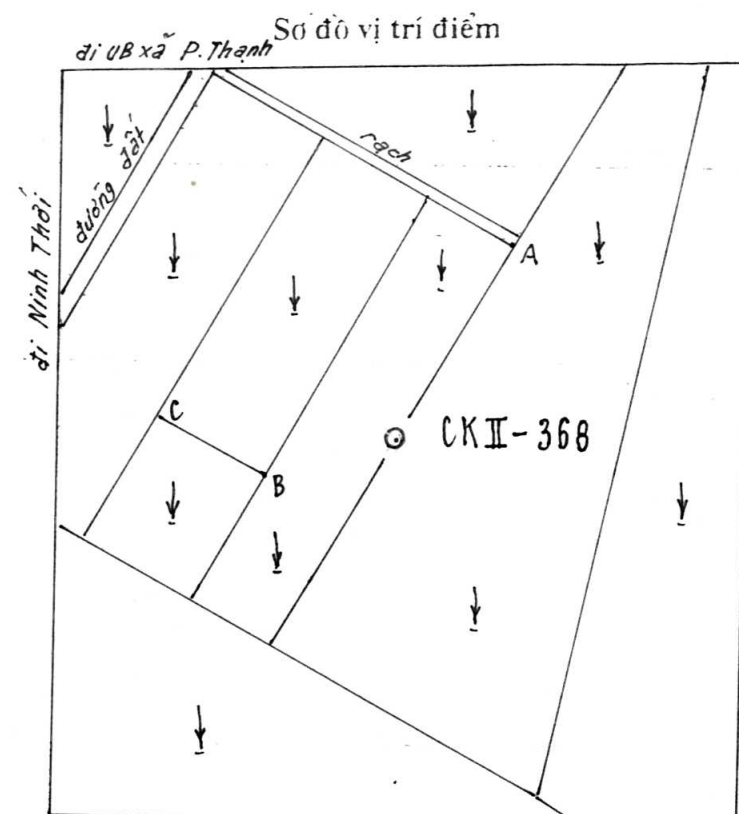 Sơ đồ vị trí điểm
đi UB xã P. Thạnh
rạch
đường đất
đi Ninh Thới
A
C
CKII-368
B